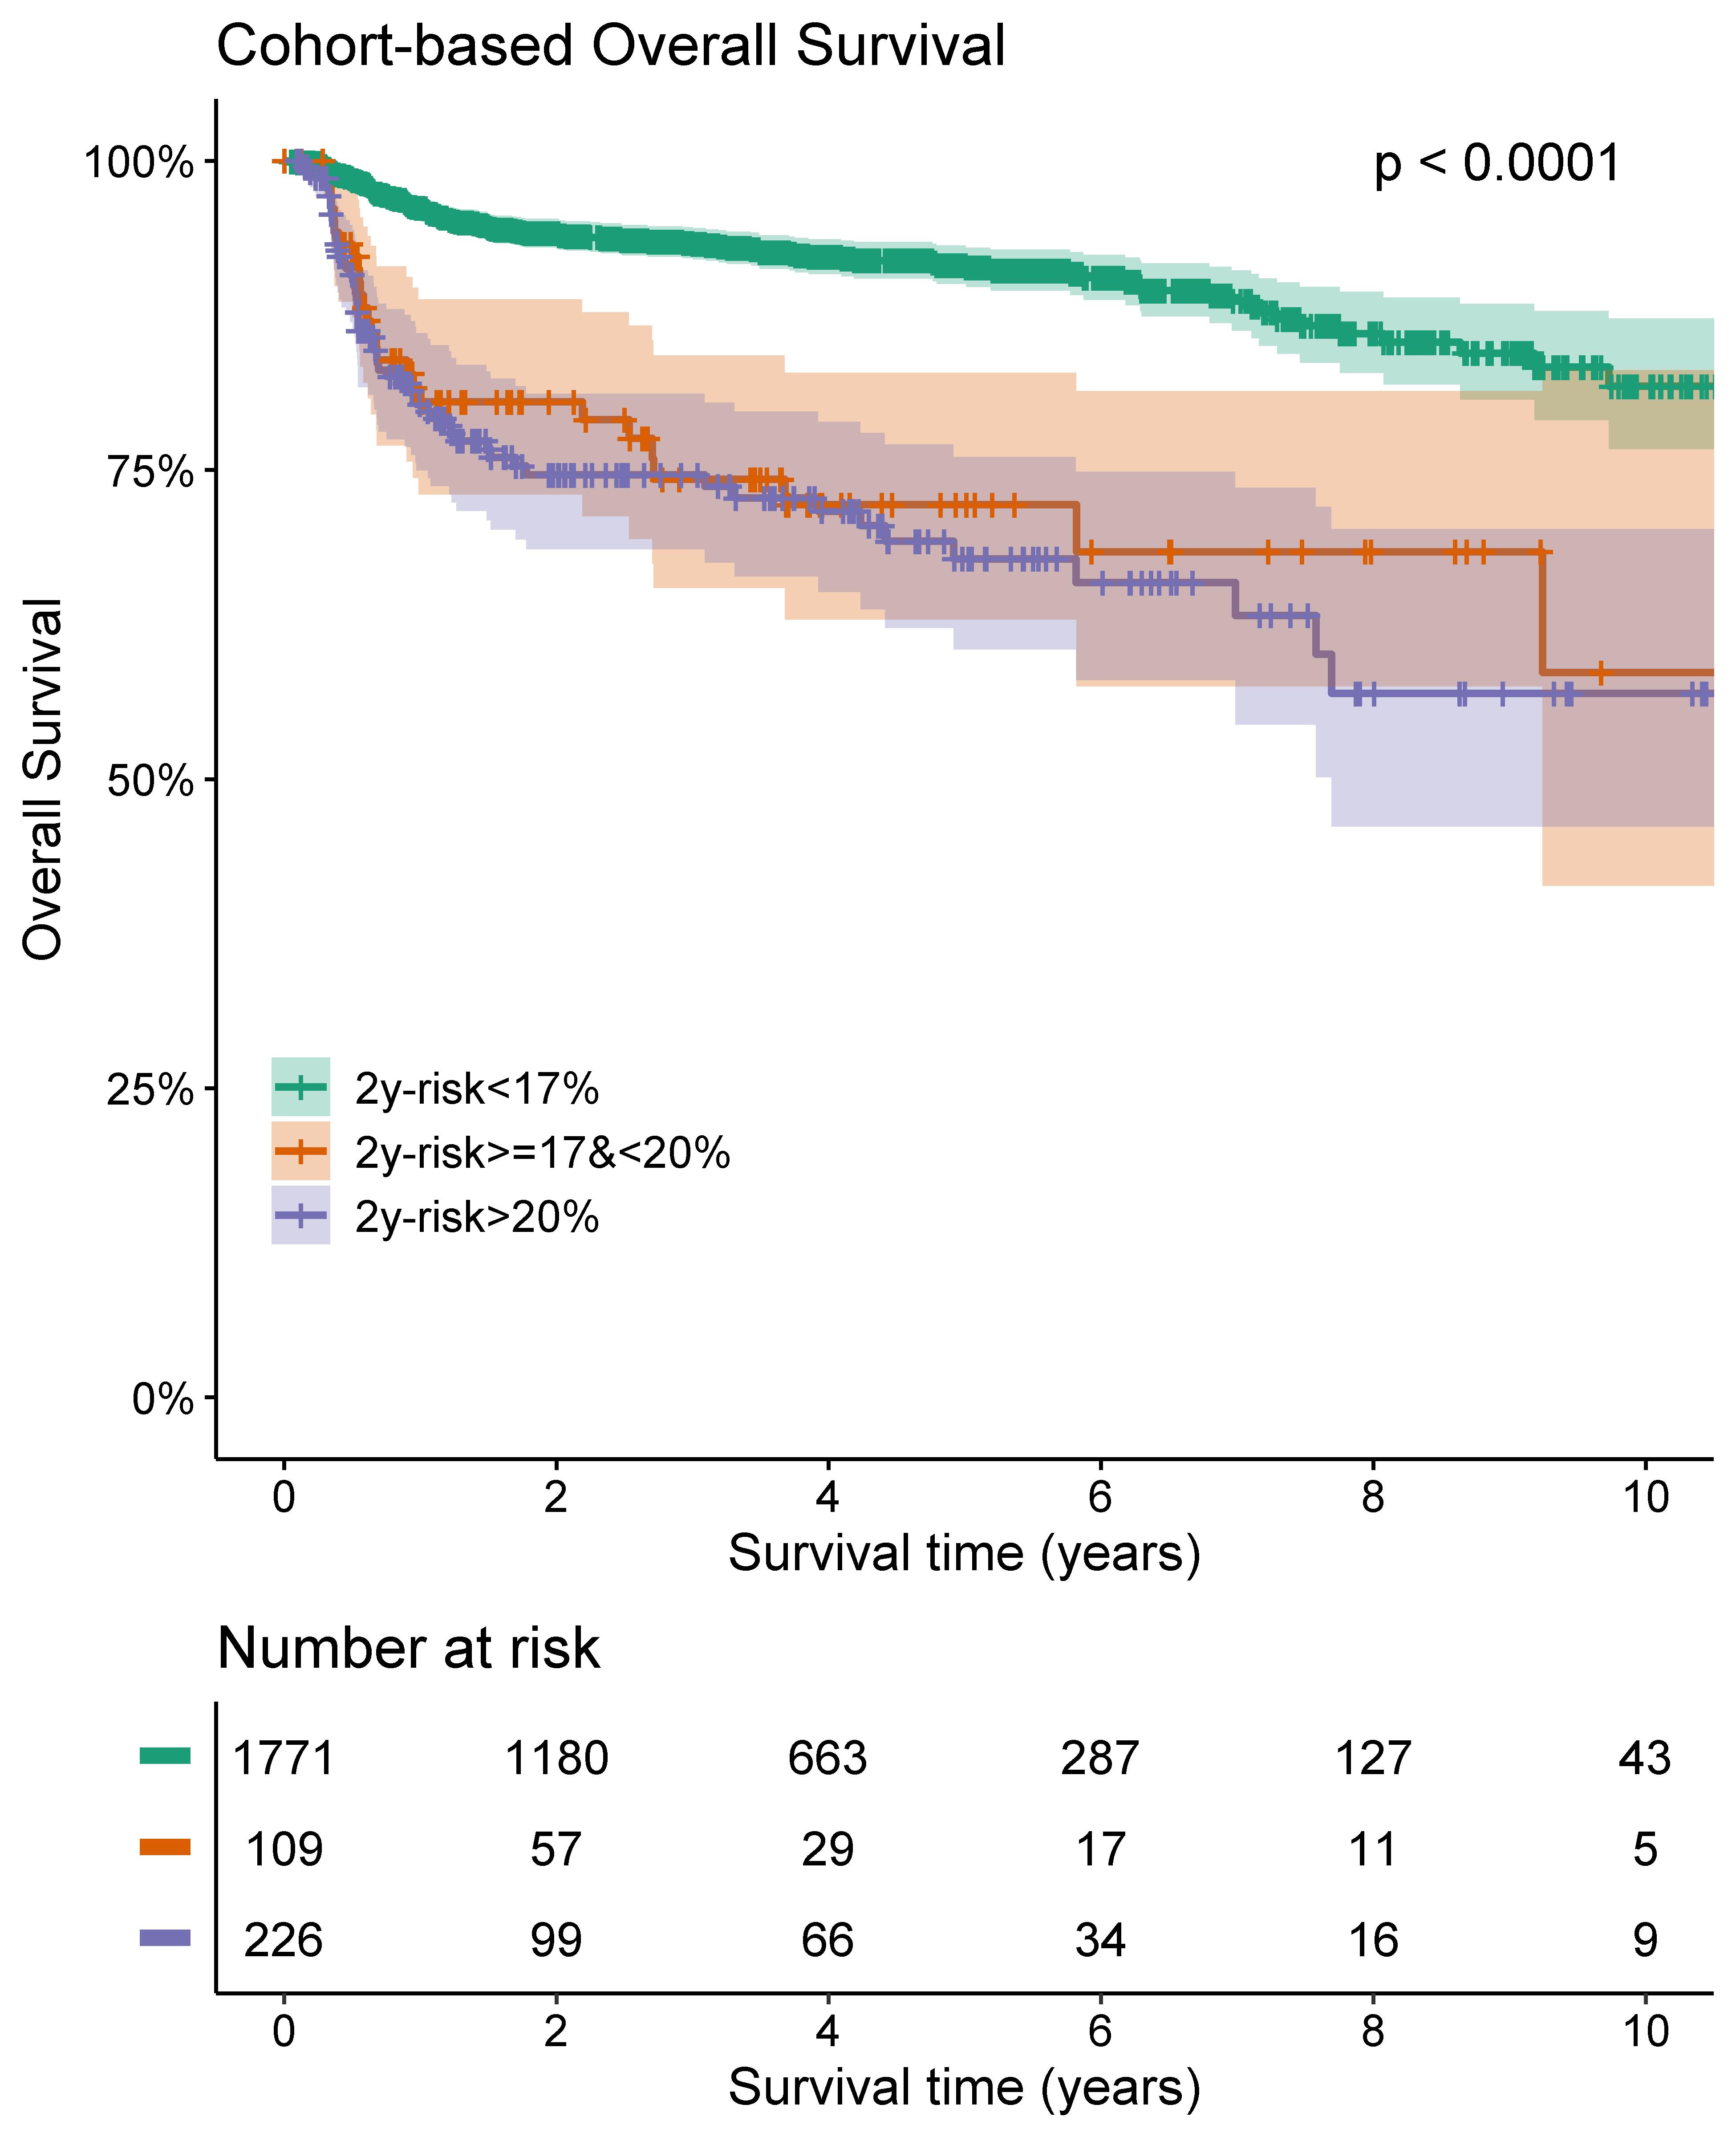 Cohort-based Overall Survival
p < 0.0001
100%
75%
50%
25%
0%
Overall Survival
2y-risk<17%
2y-risk>=17&<20%
2y-risk>20%
0 2 4 6 8 10
Survival time (years)
Number at risk
1771 1180 663 287 127 43
109 57 29 17 11 5
226 99 66 34 16 9
0 2 4 6 8 10
Survival time (years)